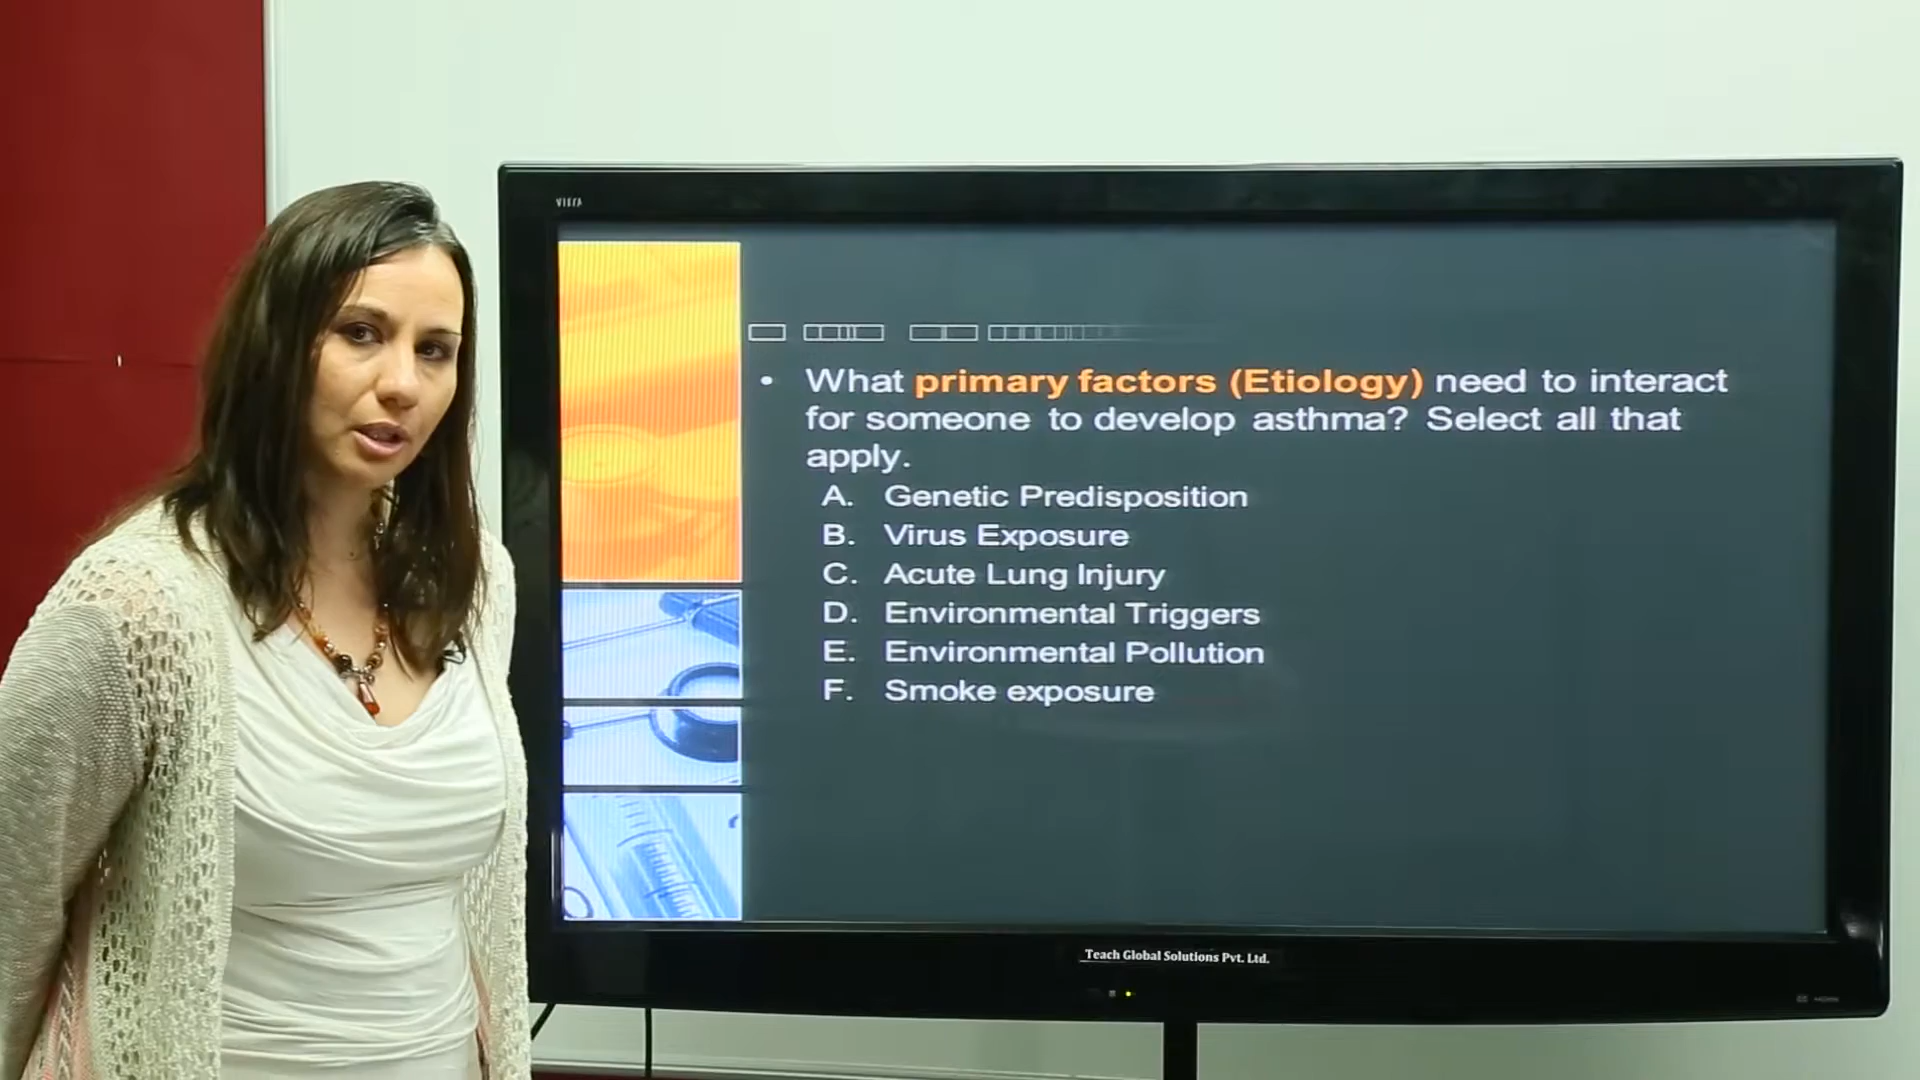 VIERA
• What primary factors (Etiology) need to interact
for someone to develop asthma? Select all that
apply.
A. Genetic Predisposition
B. Virus Exposure
C. Acute Lung Injury
D. Environmental Triggers
E. Environmental Pollution
F. Smoke exposure
Teach Global Solutions Pvt. Ltd.